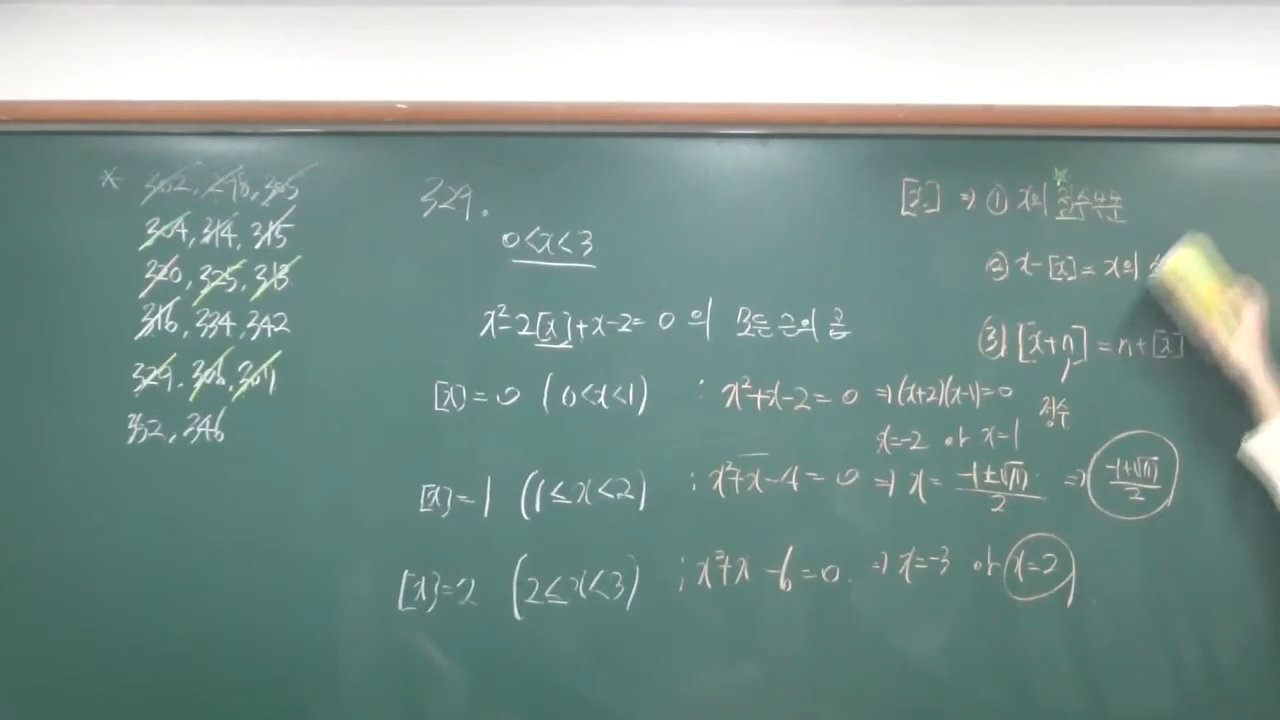 * 302, 298, 305
304, 314, 315
320, 325, 313
316, 334, 342
329, 306, 301
352, 346
329.
0<x<3
x²-2[x]+x-2=0 의 모든 근의 곱
[x]=0 (0<x<1) : x²+x-2=0 ⇒(x+2)(x-1)=0
x=-2 or x=1
[x]=1 (1≤x<2) ; x²+x-4=0 ⇒ x=(-1±√17)/2 ⇒ (-1+√17)/2
[x]=2 (2≤x<3) ; x²+x-6=0 ⇒ x=-3 or x=2
[x] ⇒ ① x의 정수부분
② x-[x]=x의
③ [x+n]=n+[x]
정수